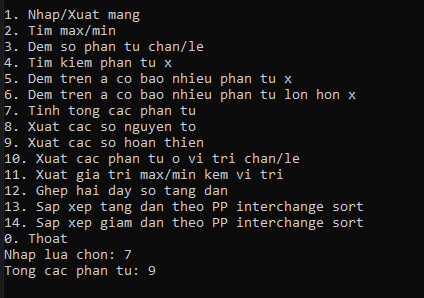 1. Nhap/Xuat mang
2. Tim max/min
3. Dem so phan tu chan/le
4. Tim kiem phan tu x
5. Dem tren a co bao nhieu phan tu x
6. Dem tren a co bao nhieu phan tu lon hon x
7. Tinh tong cac phan tu
8. Xuat cac so nguyen to
9. Xuat cac so hoan thien
10. Xuat cac phan tu o vi tri chan/le
11. Xuat gia tri max/min kem vi tri
12. Ghep hai day so tang dan
13. Sap xep tang dan theo PP interchange sort
14. Sap xep giam dan theo PP interchange sort
0. Thoat
Nhap lua chon: 7
Tong cac phan tu: 9